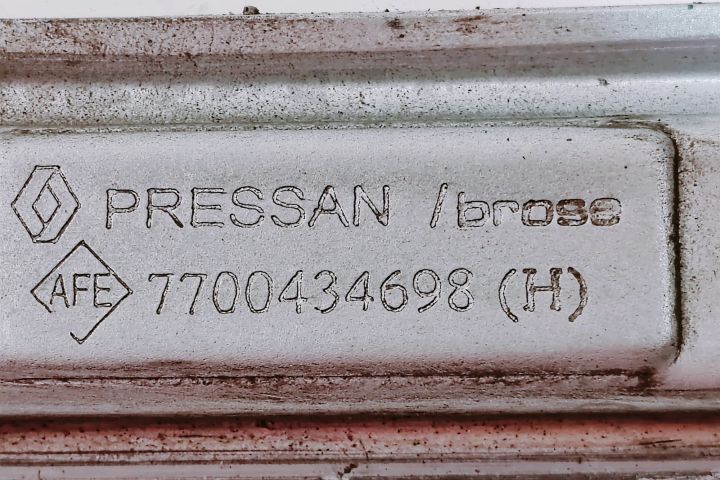 PRESSAN /brose
AFE 7700434698 (H)